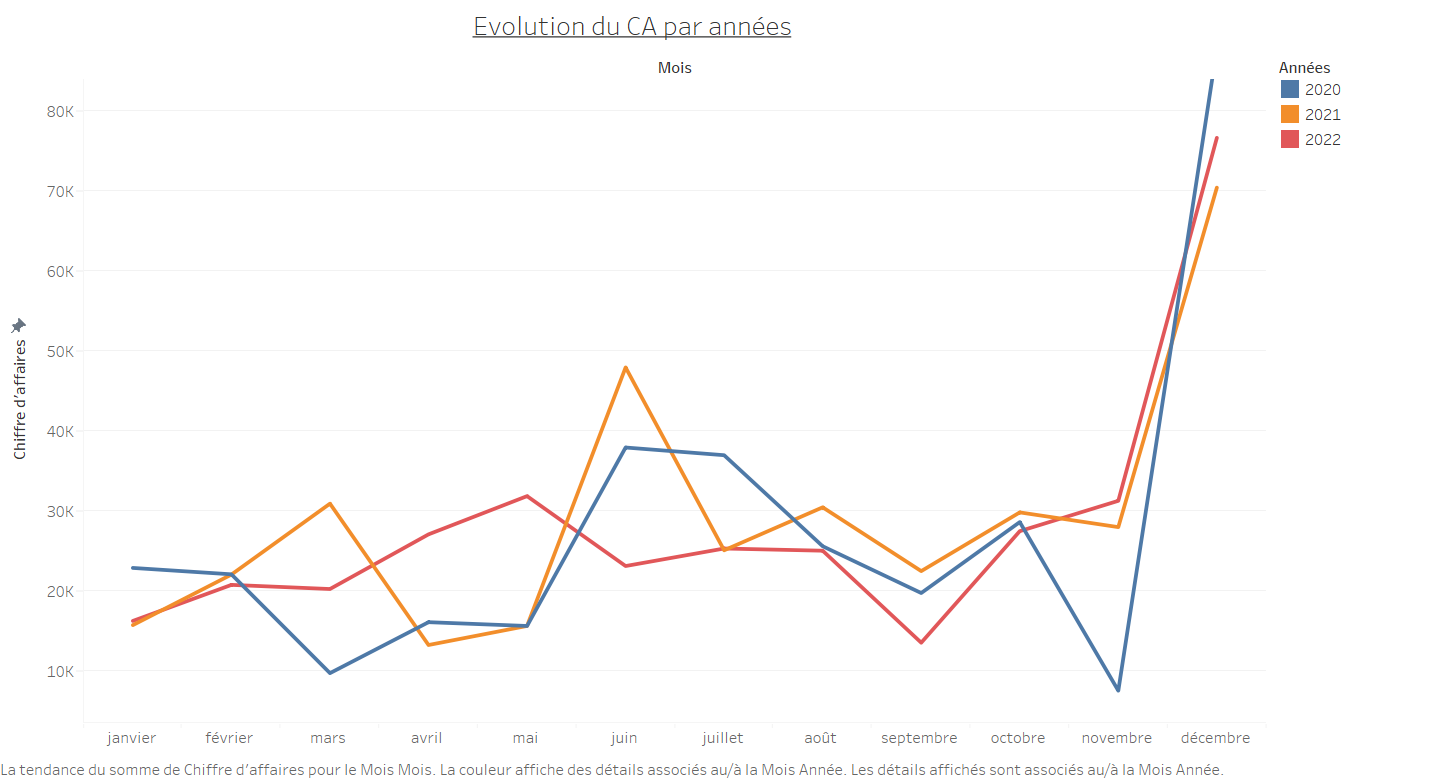 Evolution du CA par années
Mois
Années
2020
2021
2022
80K
70K
60K
50K
40K
30K
20K
10K
Chiffre d'affaires
janvier février mars avril mai juin juillet août septembre octobre novembre décembre
La tendance du somme de Chiffre d'affaires pour le Mois Mois. La couleur affiche des détails associés au/à la Mois Année. Les détails affichés sont associés au/à la Mois Année.